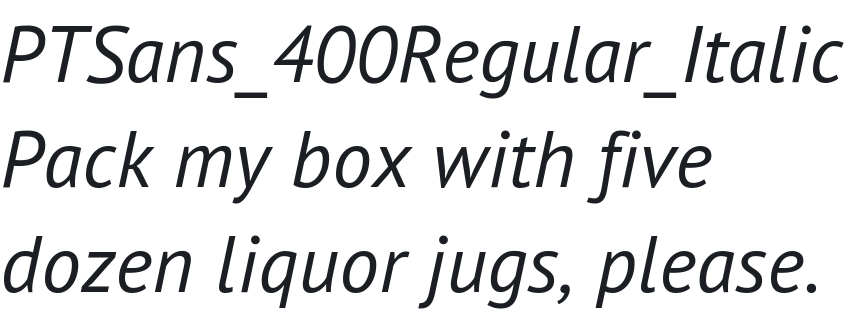 PTSans_400Regular_Italic
Pack my box with five
dozen liquor jugs, please.